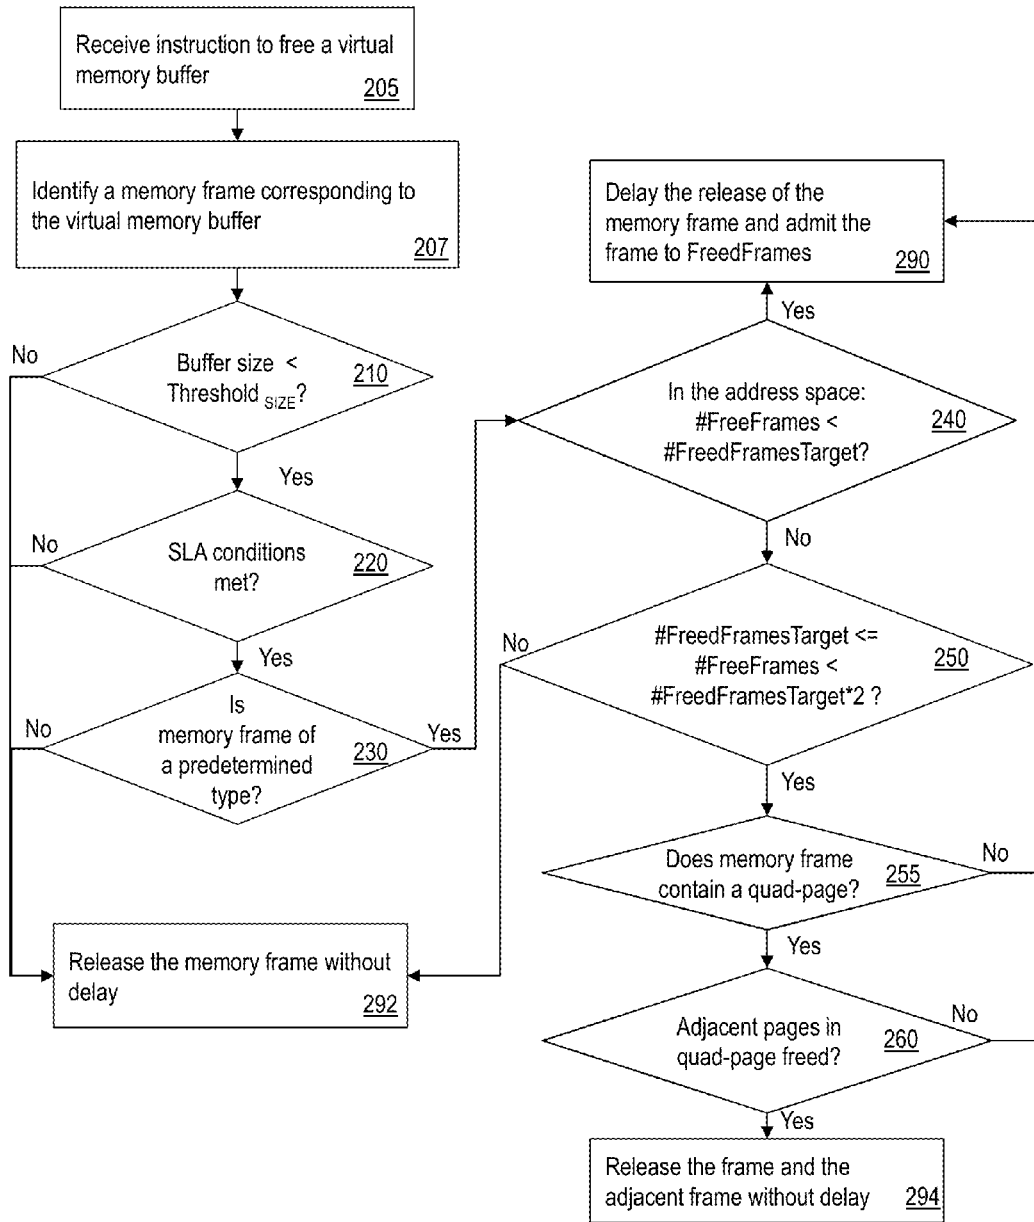 Receive instruction to free a virtual
memory buffer
205
Identify a memory frame corresponding to
the virtual memory buffer
207
No
Buffer size <
Threshold SIZE?
210
Yes
No
SLA conditions
met?
220
Yes
No
Is
memory frame of
a predetermined
type?
230
Yes
Release the memory frame without
delay
292
Delay the release of the
memory frame and admit the
frame to FreedFrames
290
Yes
In the address space:
#FreeFrames <
#FreedFramesTarget?
240
No
No
#FreedFramesTarget <=
#FreeFrames <
#FreedFramesTarget*2 ?
250
Yes
Does memory frame
contain a quad-page?
255
No
Yes
Adjacent pages in
quad-page freed?
260
No
Yes
Release the frame and the
adjacent frame without delay
294